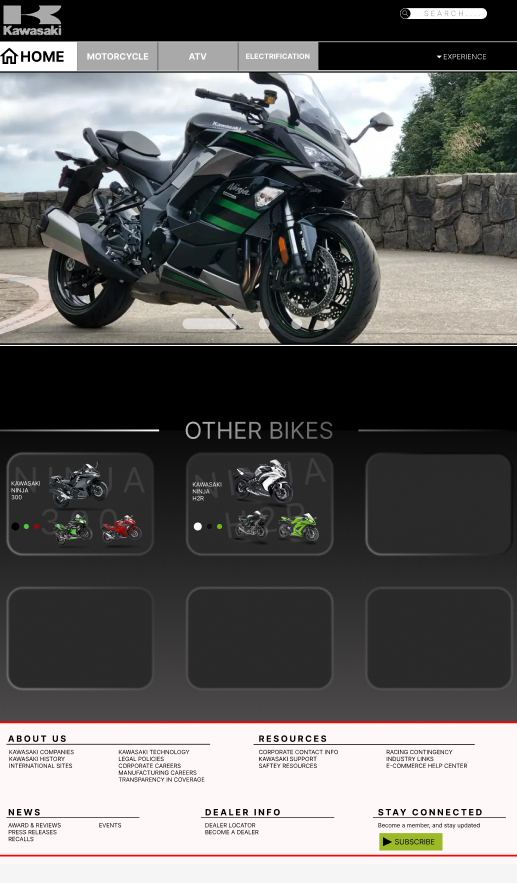 Kawasaki
SEARCH...
HOME
MOTORCYCLE
ATV
ELECTRIFICATION
EXPERIENCE
Kawasaki
Ninja
OTHER BIKES
NINJA
300
KAWASAKI
NINJA
300
NINJA
H2R
KAWASAKI
NINJA
H2R
ABOUT US
KAWASAKI COMPANIES
KAWASAKI HISTORY
INTERNATIONAL SITES
KAWASAKI TECHNOLOGY
LEGAL POLICIES
CORPORATE CAREERS
MANUFACTURING CAREERS
TRANSPARENCY IN COVERAGE
RESOURCES
CORPORATE CONTACT INFO
KAWASAKI SUPPORT
SAFTEY RESOURCES
RACING CONTINGENCY
INDUSTRY LINKS
E-COMMERCE HELP CENTER
NEWS
AWARD & REVIEWS
PRESS RELEASES
RECALLS
EVENTS
DEALER INFO
DEALER LOCATOR
BECOME A DEALER
STAY CONNECTED
Become a member, and stay updated
SUBSCRIBE